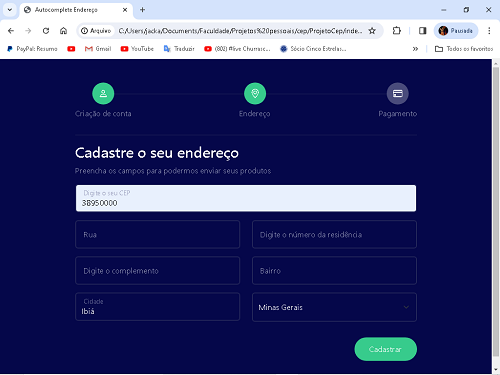 Autocomplete Endereço
Arquivo C:/Users/jacka/Documents/Faculdade/Projetos%20pessoais/cep/ProjetoCep/inde... Pausada
PayPal: Resumo Gmail YouTube Traduzir (802) #live Churrasc... Sócio Cinco Estrelas... » Todos os favoritos
Criação de conta Endereço Pagamento
Cadastre o seu endereço
Preencha os campos para podermos enviar seus produtos
Digite o seu CEP
38950000
Rua Digite o número da residência
Digite o complemento Bairro
Cidade
Ibiá Minas Gerais
Cadastrar